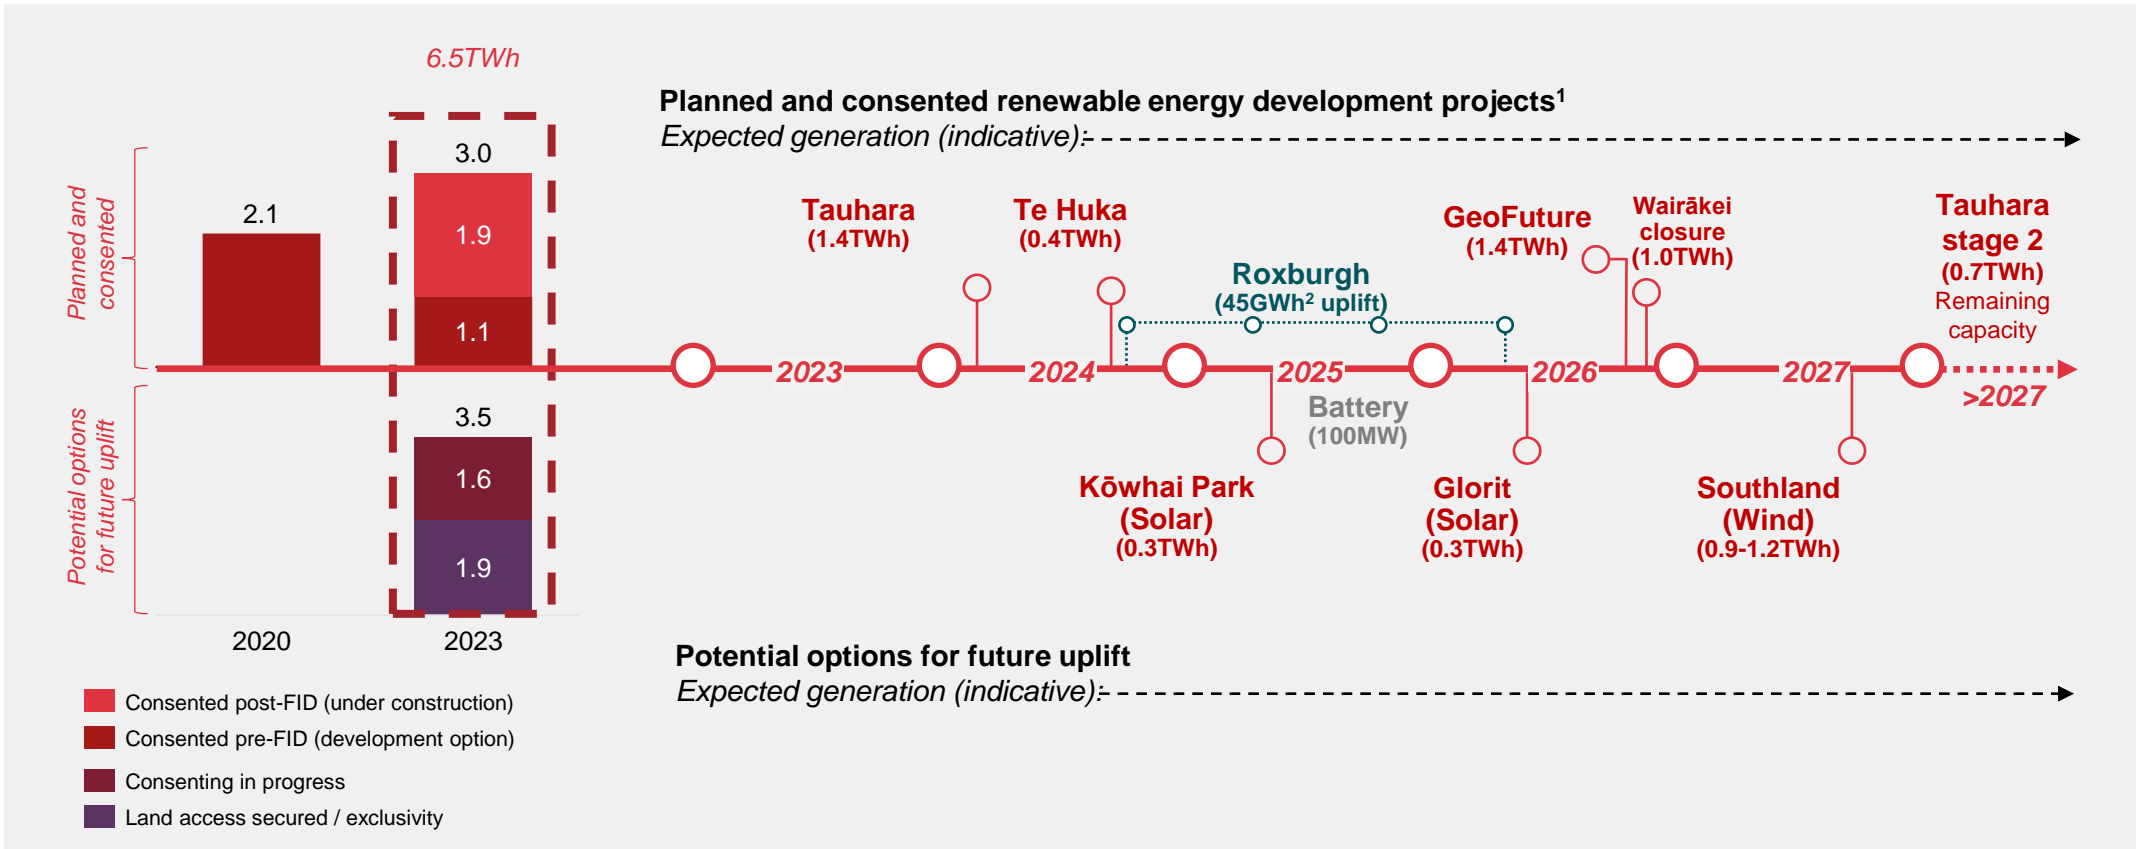 6.5TWh
Planned and consented
3.0
2.1
1.9
1.1
Potential options
for future uplift
3.5
1.6
1.9
2020
2023
Consented post-FID (under construction)
Consented pre-FID (development option)
Consenting in progress
Land access secured / exclusivity
Planned and consented renewable energy development projects¹
Expected generation (indicative):
Tauhara
(1.4TWh)
Te Huka
(0.4TWh)
Roxburgh
(45GWh² uplift)
GeoFuture
(1.4TWh)
Wairākei
closure
(1.0TWh)
Tauhara
stage 2
(0.7TWh)
Remaining
capacity
2023
2024
2025
2026
2027
>2027
Battery
(100MW)
Kōwhai Park
(Solar)
(0.3TWh)
Glorit
(Solar)
(0.3TWh)
Southland
(Wind)
(0.9-1.2TWh)
Potential options for future uplift
Expected generation (indicative):